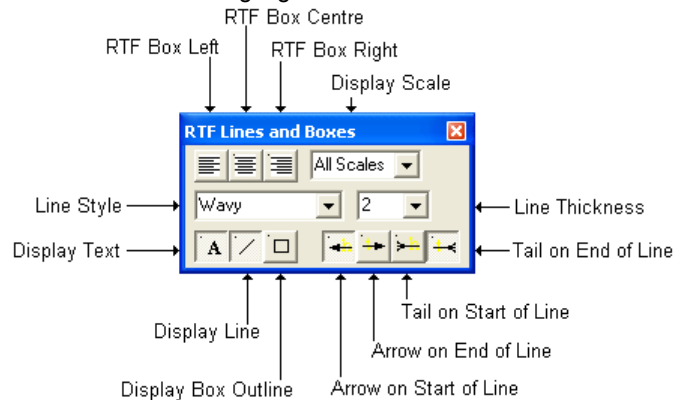 RTF Box Centre
RTF Box Left
RTF Box Right
Display Scale
RTF Lines and Boxes
All Scales
Line Style
Wavy
2
Line Thickness
Display Text
A
Tail on End of Line
Tail on Start of Line
Display Line
Arrow on End of Line
Display Box Outline
Arrow on Start of Line